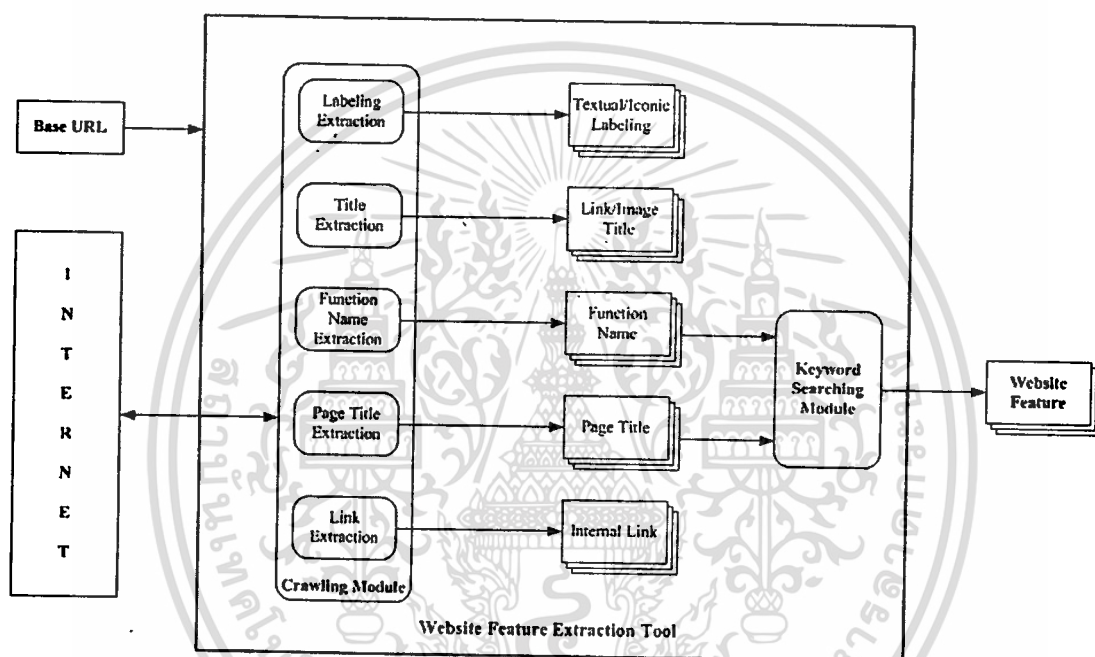 Base URL
I
N
T
E
R
N
E
T
Labeling
Extraction
Title
Extraction
Function
Name
Extraction
Page Title
Extraction
Link
Extraction
Crawling Module
Textual/Iconic
Labeling
Link/Image
Title
Function
Name
Page Title
Internal Link
Keyword
Searching
Module
Website
Feature
Website Feature Extraction Tool